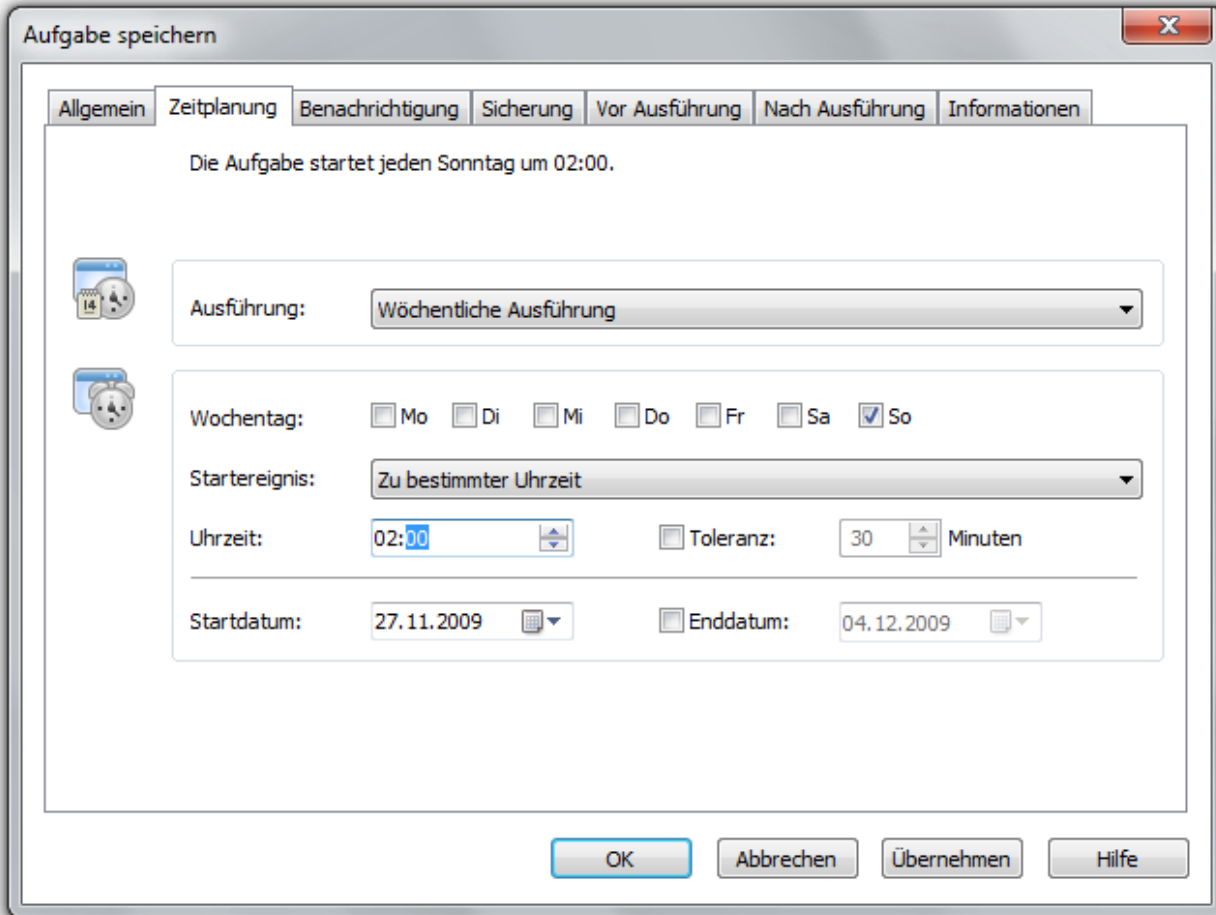 Aufgabe speichern
Allgemein Zeitplanung Benachrichtigung Sicherung Vor Ausführung Nach Ausführung Informationen
Die Aufgabe startet jeden Sonntag um 02:00.
14
Ausführung: Wöchentliche Ausführung
Wochentag: Mo Di Mi Do Fr Sa So
Startereignis: Zu bestimmter Uhrzeit
Uhrzeit: 02:00 Toleranz: 30 Minuten
Startdatum: 27.11.2009 Enddatum: 04.12.2009
OK Abbrechen Übernehmen Hilfe